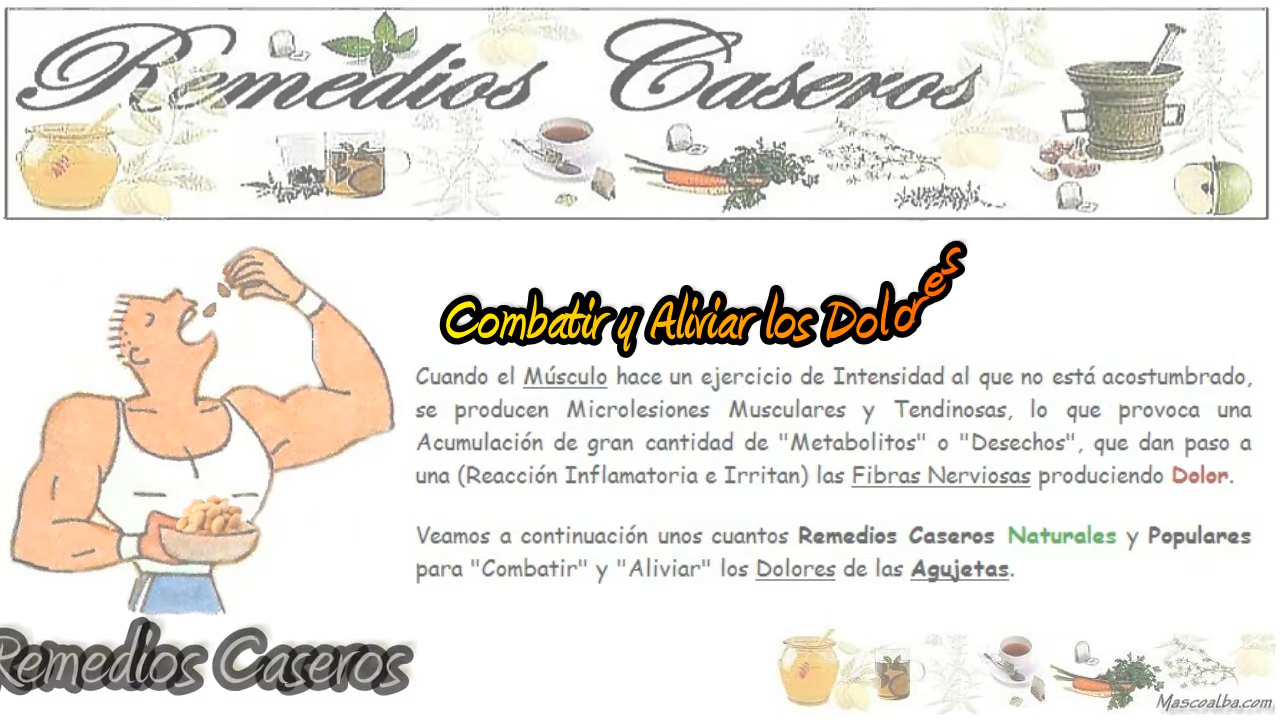 Remedios Caseros
Combatir y Aliviar los Dolores
Cuando el Músculo hace un ejercicio de Intensidad al que no está acostumbrado,
se producen Microlesiones Musculares y Tendinosas, lo que provoca una
Acumulación de gran cantidad de "Metabolitos" o "Desechos", que dan paso a
una (Reacción Inflamatoria e Irritan) las Fibras Nerviosas produciendo Dolor.
Veamos a continuación unos cuantos Remedios Caseros Naturales y Populares
para "Combatir" y "Aliviar" los Dolores de las Agujetas.
Remedios Caseros
Mascoalba.com